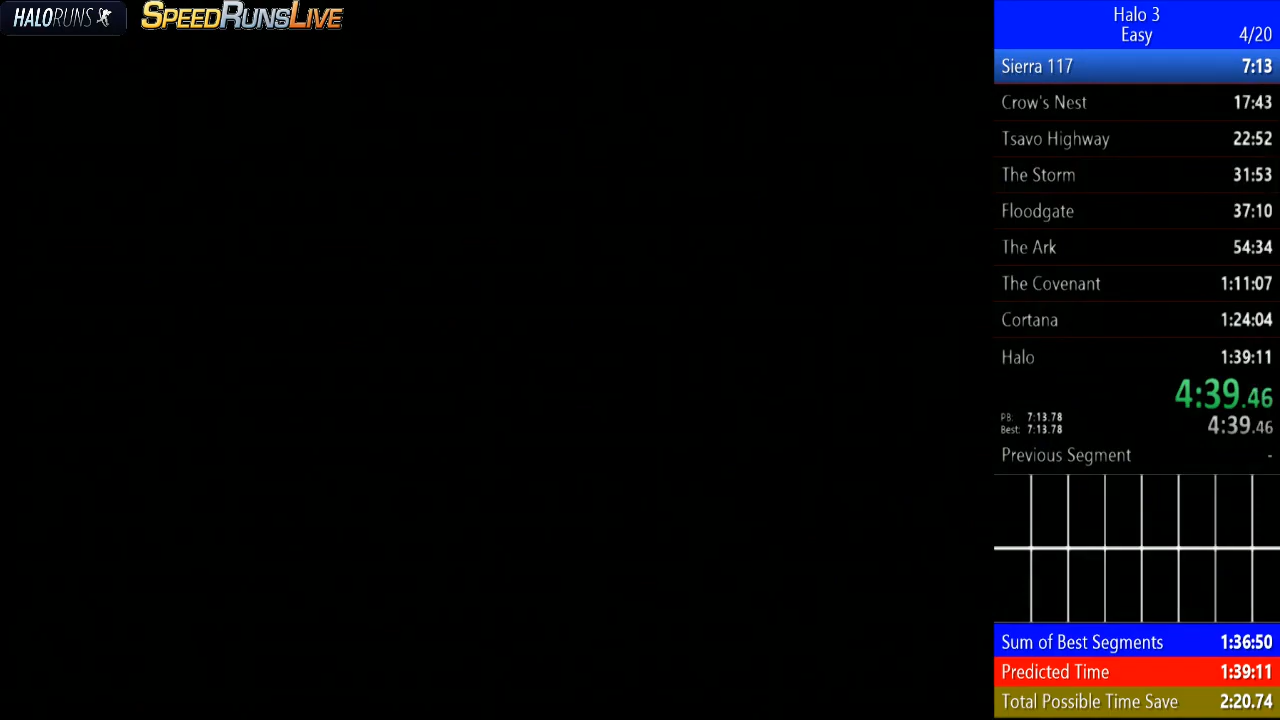 HALORUNS SPEEDRUNSLIVE
Halo 3
Easy 4/20
Sierra 117 7:13
Crow's Nest 17:43
Tsavo Highway 22:52
The Storm 31:53
Floodgate 37:10
The Ark 54:34
The Covenant 1:11:07
Cortana 1:24:04
Halo 1:39:11
4:39.46
PB: 7:13.78
Best: 7:13.78 4:39.46
Previous Segment -
Sum of Best Segments 1:36:50
Predicted Time 1:39:11
Total Possible Time Save 2:20.74